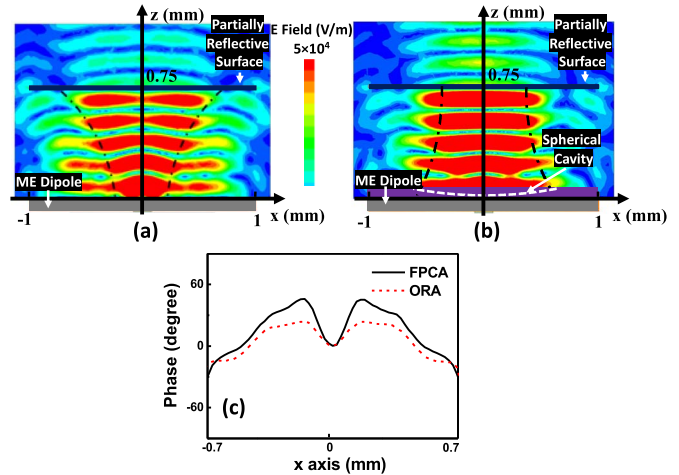 z (mm)
Partially
Reflective
Surface
0.75
ME Dipole
-1
1
x (mm)
(a)
E Field (V/m)
5×10⁴
z (mm)
Partially
Reflective
Surface
0.75
Spherical
Cavity
ME Dipole
-1
1
x (mm)
(b)
FPCA
ORA
60
0
-60
Phase (degree)
(c)
-0.7
0
0.7
x axis (mm)